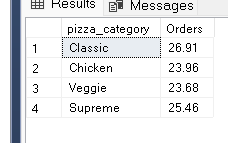 Results Messages
pizza_category Orders
1 Classic 26.91
2 Chicken 23.96
3 Veggie 23.68
4 Supreme 25.46